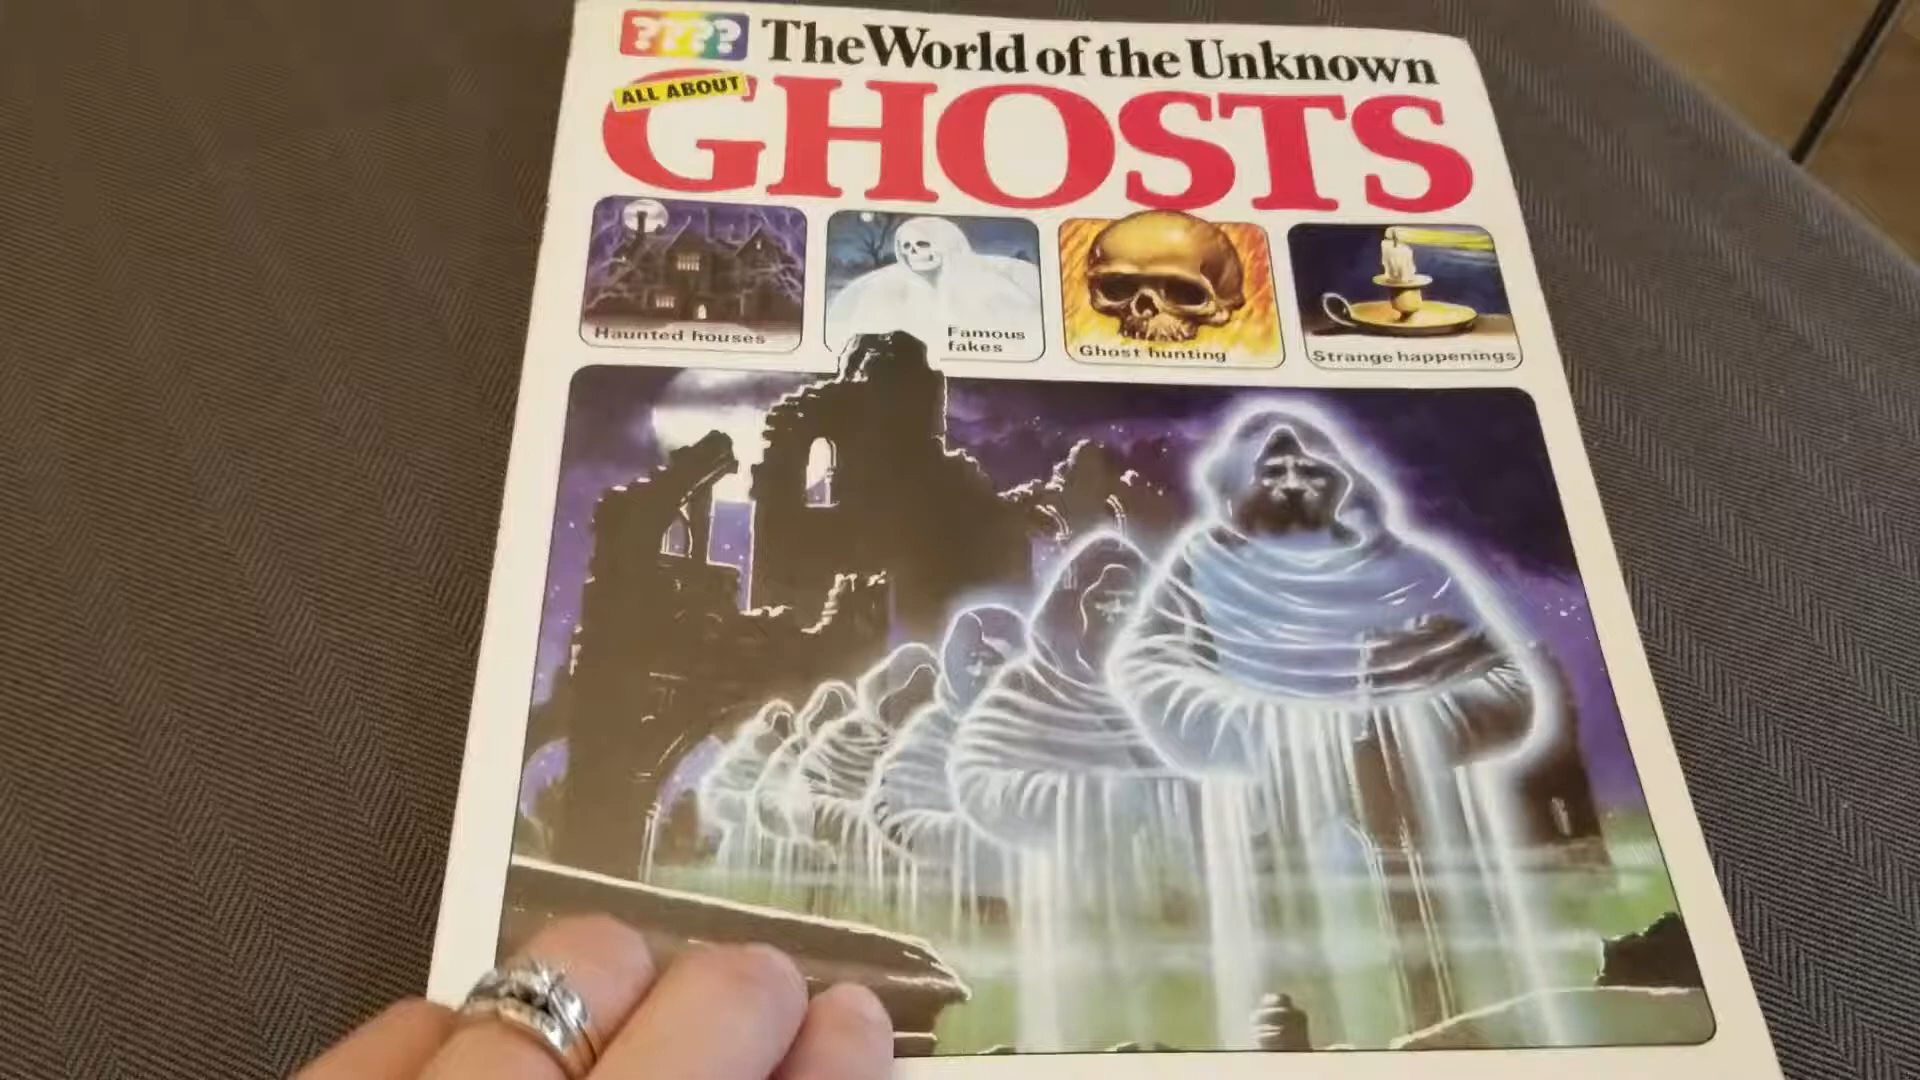 ????
The World of the Unknown
ALL ABOUT
GHOSTS
Haunted houses
Famous
fakes
Ghost hunting
Strange happenings